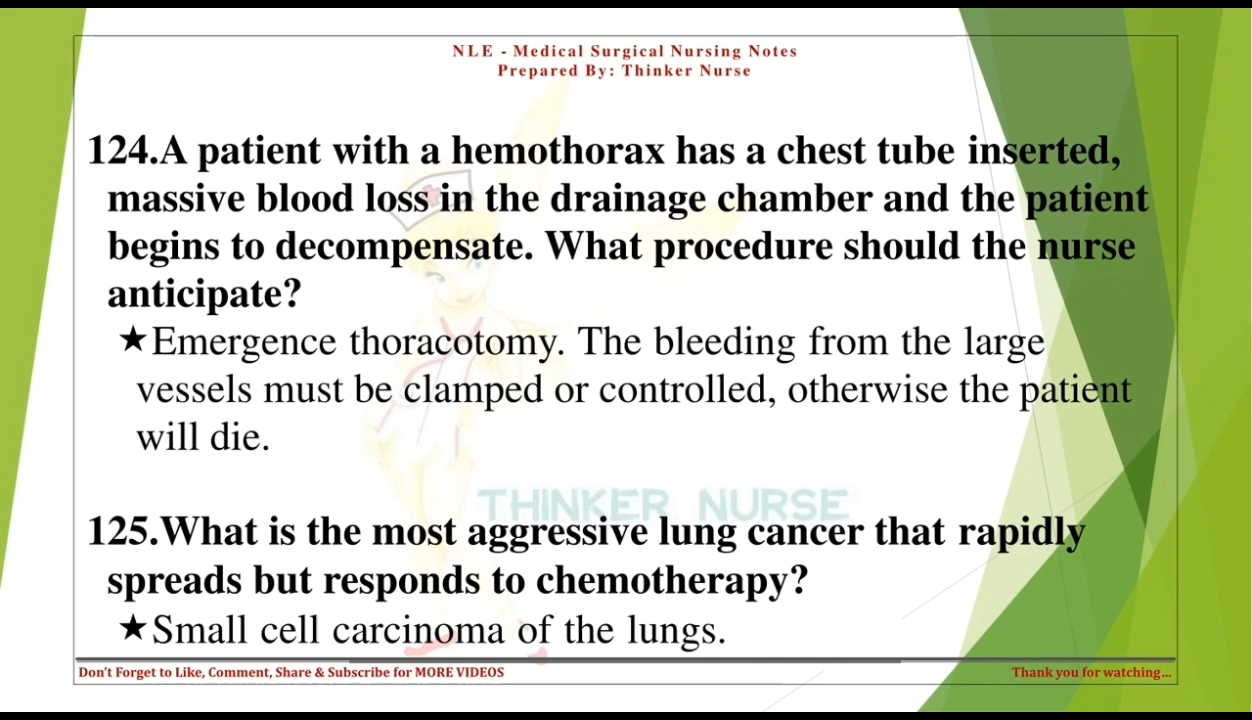 NLE - Medical Surgical Nursing Notes
Prepared By: Thinker Nurse
124.A patient with a hemothorax has a chest tube inserted,
massive blood loss in the drainage chamber and the patient
begins to decompensate. What procedure should the nurse
anticipate?
★Emergence thoracotomy. The bleeding from the large
vessels must be clamped or controlled, otherwise the patient
will die.
THINKER NURSE
125.What is the most aggressive lung cancer that rapidly
spreads but responds to chemotherapy?
★Small cell carcinoma of the lungs.
Don't Forget to Like, Comment, Share & Subscribe for MORE VIDEOS
Thank you for watching...